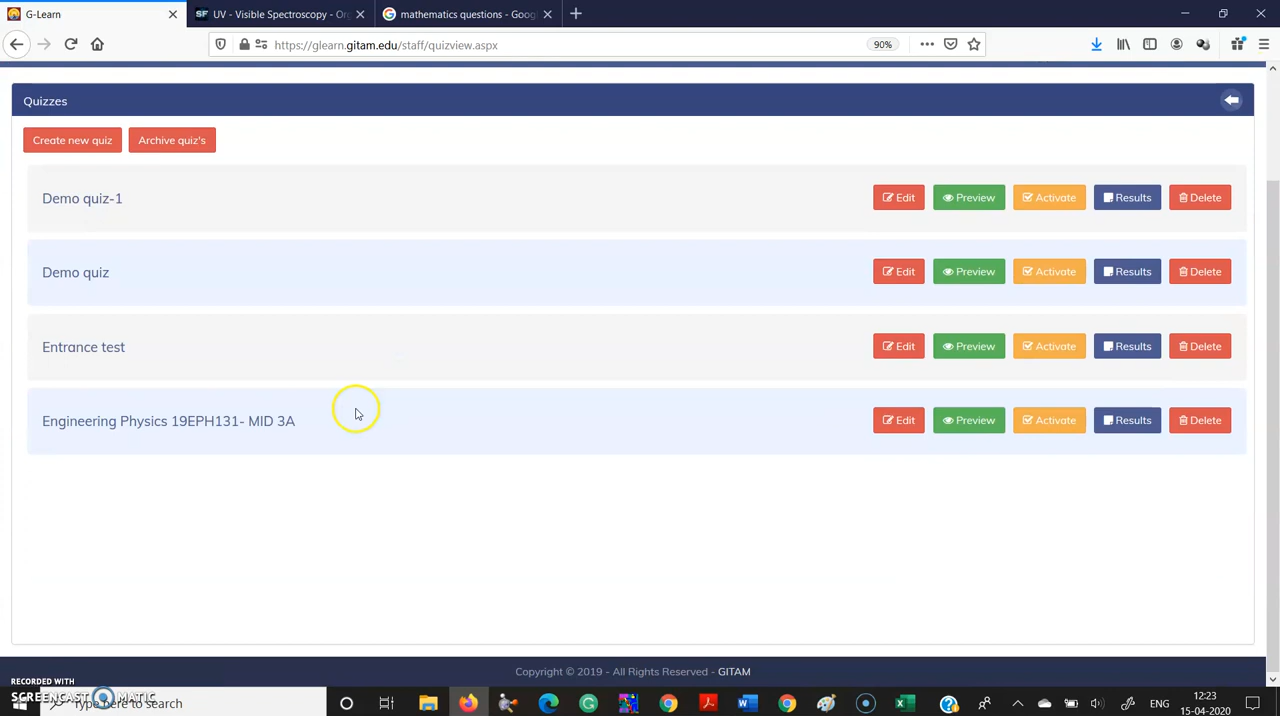 G-Learn
UV - Visible Spectroscopy - Org
mathematics questions - Goog
https://glearn.gitam.edu/staff/quizview.aspx
90%
Quizzes
Create new quiz
Archive quiz's
Demo quiz-1
Edit Preview Activate Results Delete
Demo quiz
Edit Preview Activate Results Delete
Entrance test
Edit Preview Activate Results Delete
Engineering Physics 19EPH131- MID 3A
Edit Preview Activate Results Delete
Copyright © 2019 - All Rights Reserved - GITAM
RECORDED WITH
SCREENCAST MATIC
Type here to search
ENG
12:23
15-04-2020